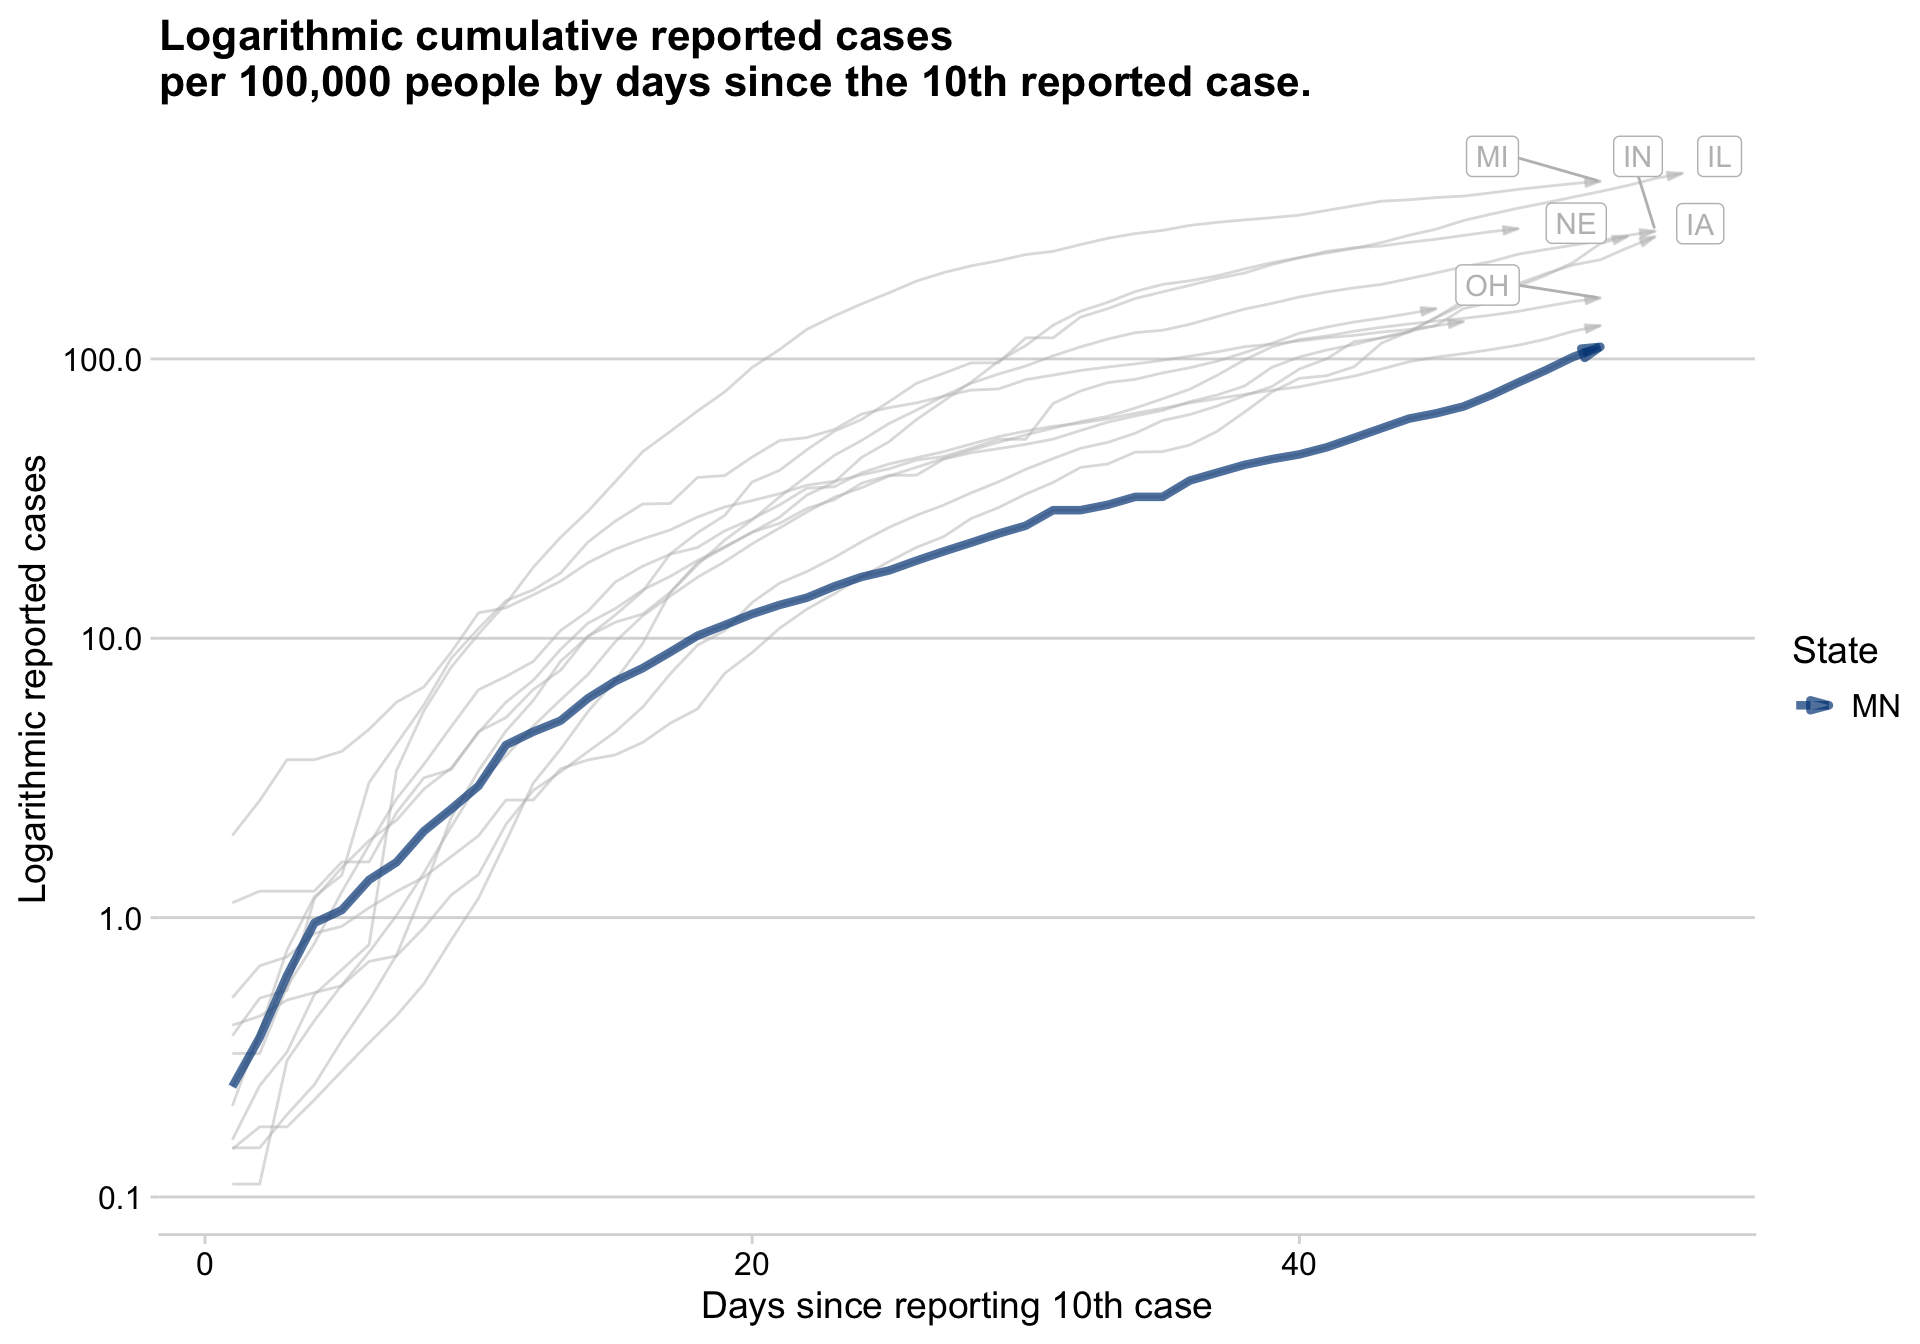 Logarithmic cumulative reported cases
per 100,000 people by days since the 10th reported case.
MI
IN
IL
NE
IA
OH
100.0
10.0
1.0
0.1
Logarithmic reported cases
State
MN
0
20
40
Days since reporting 10th case